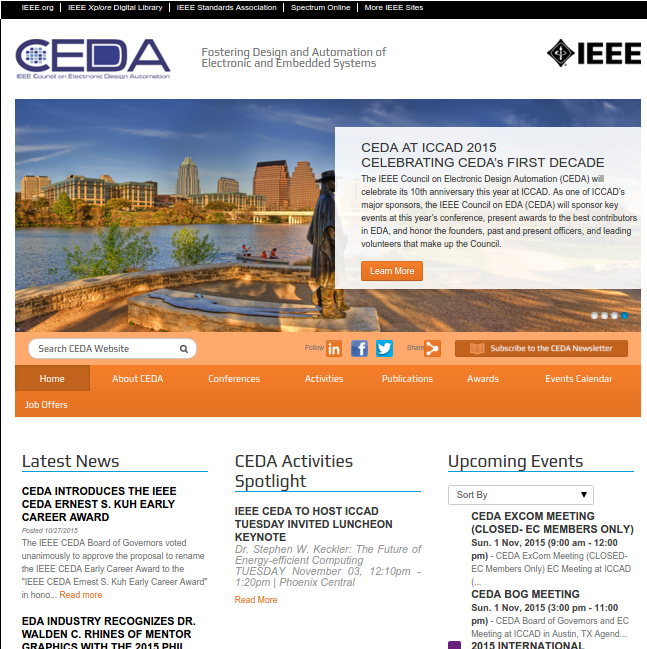 IEEE.org | IEEE Xplore Digital Library | IEEE Standards Association | Spectrum Online | More IEEE Sites
CEDA
IEEE Council on Electronic Design Automation
Fostering Design and Automation of
Electronic and Embedded Systems
IEEE
CEDA AT ICCAD 2015
CELEBRATING CEDA's FIRST DECADE
The IEEE Council on Electronic Design Automation (CEDA) will
celebrate its 10th anniversary this year at ICCAD. As one of ICCAD's
major sponsors, the IEEE Council on EDA (CEDA) will sponsor key
events at this year's conference, present awards to the best contributors
in EDA, and honor the founders, past and present officers, and leading
volunteers that make up the Council.
Learn More
Search CEDA Website
Follow
in
f
Share
Subscribe to the CEDA Newsletter
Home
About CEDA
Conferences
Activities
Publications
Awards
Events Calendar
Job Offers
Latest News
CEDA INTRODUCES THE IEEE
CEDA ERNEST S. KUH EARLY
CAREER AWARD
Posted 10/27/2015
The IEEE CEDA Board of Governors voted
unanimously to approve the proposal to rename
the IEEE CEDA Early Career Award to the
"IEEE CEDA Ernest S. Kuh Early Career Award"
in hono... Read more
EDA INDUSTRY RECOGNIZES DR.
WALDEN C. RHINES OF MENTOR
GRAPHICS WITH THE 2015 PHIL
CEDA Activities
Spotlight
IEEE CEDA TO HOST ICCAD
TUESDAY INVITED LUNCHEON
KEYNOTE
Dr. Stephen W. Keckler: The Future of
Energy-efficient Computing
TUESDAY November 03, 12:10pm -
1:20pm | Phoenix Central
Read More
Upcoming Events
Sort By
CEDA EXCOM MEETING
(CLOSED- EC MEMBERS ONLY)
Sun. 1 Nov, 2015 (9:00 am - 12:00
pm) - CEDA ExCom Meeting (CLOSED-
EC Members Only) EC Meeting at ICCAD
(...
CEDA BOG MEETING
Sun. 1 Nov, 2015 (3:00 pm - 11:00
pm) - CEDA Board of Governors and EC
Meeting at ICCAD in Austin, TX Agend...
2015 INTERNATIONAL